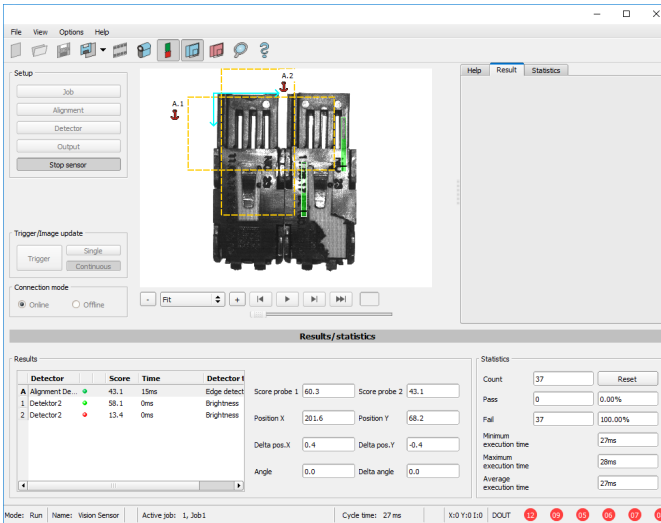 File View Options Help
Setup
Job
Alignment
Detector
Output
Stop sensor
Trigger/Image update
Trigger
Single
Continuous
Connection mode
Online Offline
A.1
A.2
- Fit +
Help Result Statistics
Results/statistics
Results
Detector Score Time Detector t
A Alignment De... 43.1 15ms Edge detect
1 Detektor2 58.1 0ms Brightness
2 Detector2 13.4 0ms Brightness
Score probe 1 60.3 Score probe 2 43.1
Position X 201.6 Position Y 68.2
Delta pos.X 0.4 Delta pos.Y -0.4
Angle 0.0 Delta angle 0.0
Statistics
Count 37 Reset
Pass 0 0.00%
Fail 37 100.00%
Minimum
execution time 27ms
Maximum
execution time 28ms
Average
execution time 27ms
Mode: Run Name: Vision Sensor Active job: 1, Job1 Cycle time: 27 ms X:0 Y:0 I:0 DOUT 12 09 05 06 07